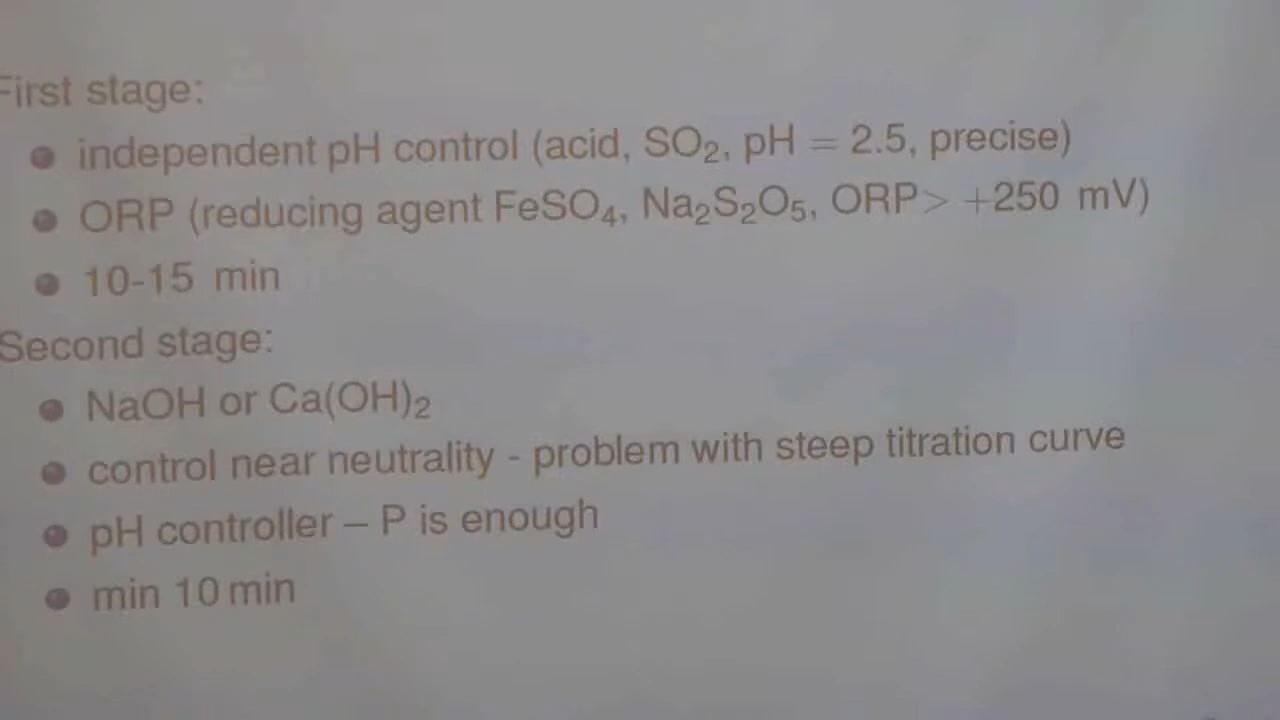 First stage:
independent pH control (acid, SO₂, pH = 2.5, precise)
ORP (reducing agent FeSO₄, Na₂S₂O₅, ORP> +250 mV)
10-15 min
Second stage:
NaOH or Ca(OH)₂
control near neutrality - problem with steep titration curve
pH controller – P is enough
min 10 min